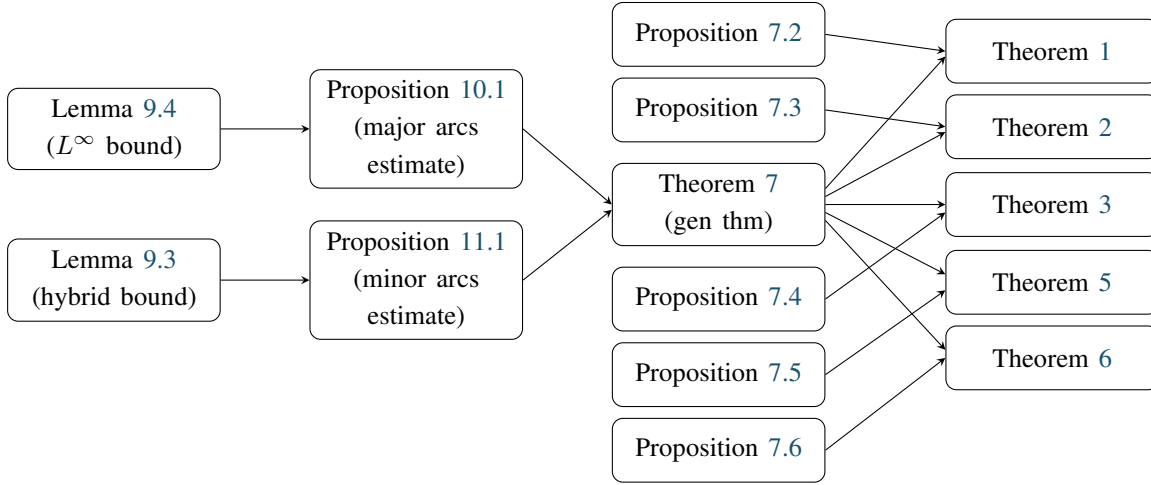 Lemma 9.4
(L∞ bound)
Lemma 9.3
(hybrid bound)
Proposition 10.1
(major arcs
estimate)
Proposition 11.1
(minor arcs
estimate)
Proposition 7.2
Proposition 7.3
Theorem 7
(gen thm)
Proposition 7.4
Proposition 7.5
Proposition 7.6
Theorem 1
Theorem 2
Theorem 3
Theorem 5
Theorem 6